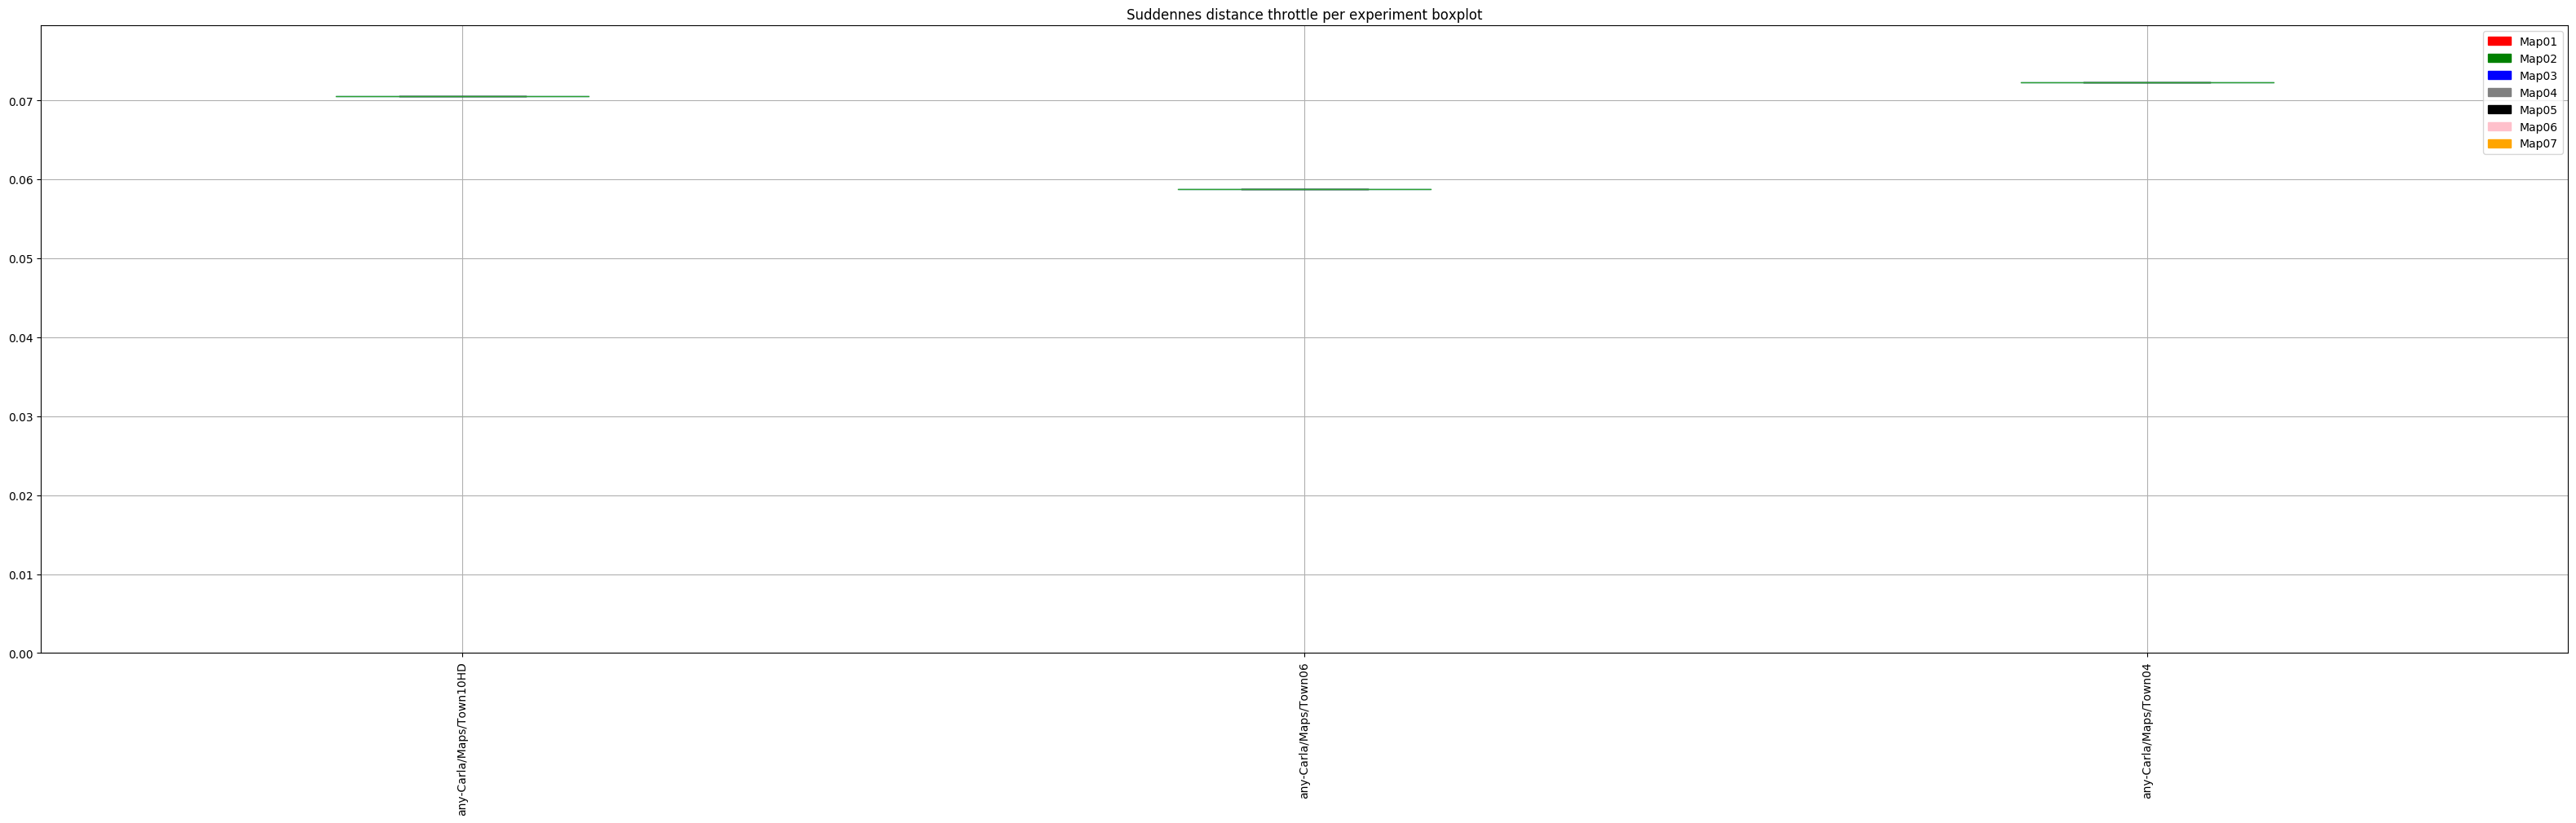 Suddennes distance throttle per experiment boxplot
Map01
Map02
Map03
Map04
Map05
Map06
Map07
0.07
0.06
0.05
0.04
0.03
0.02
0.01
0.00
any-Carla/Maps/Town10HD
any-Carla/Maps/Town06
any-Carla/Maps/Town04